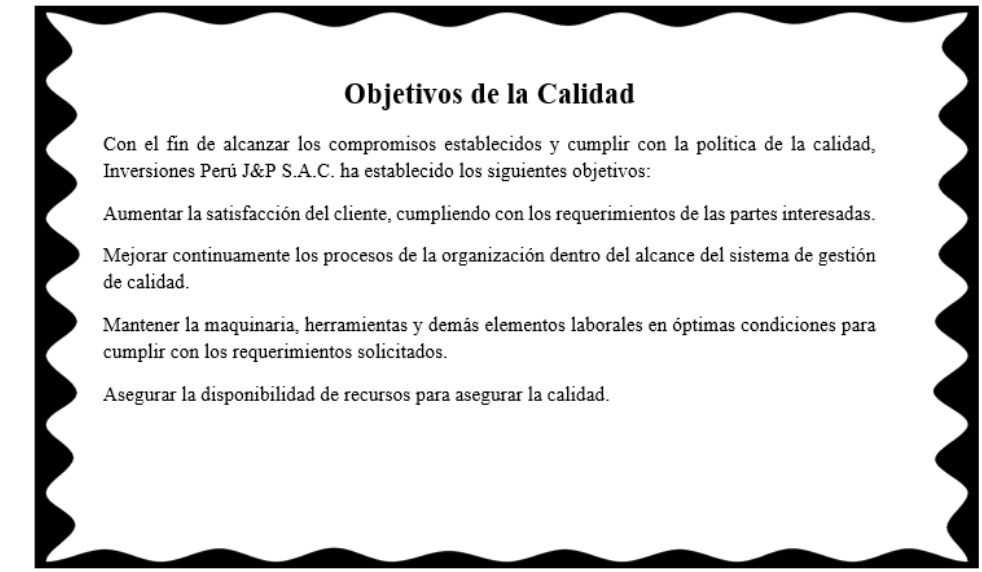 Objetivos de la Calidad
Con el fin de alcanzar los compromisos establecidos y cumplir con la política de la calidad,
Inversiones Perú J&P S.A.C. ha establecido los siguientes objetivos:
Aumentar la satisfacción del cliente, cumpliendo con los requerimientos de las partes interesadas.
Mejorar continuamente los procesos de la organización dentro del alcance del sistema de gestión
de calidad.
Mantener la maquinaria, herramientas y demás elementos laborales en óptimas condiciones para
cumplir con los requerimientos solicitados.
Asegurar la disponibilidad de recursos para asegurar la calidad.